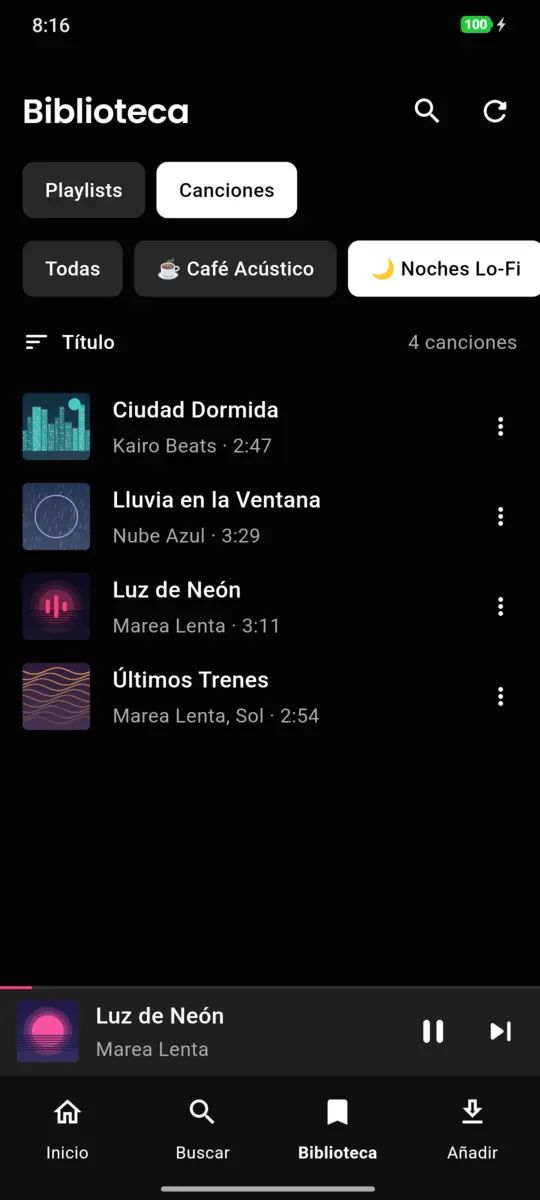 8:16
100
Biblioteca
Playlists
Canciones
Todas
☕ Café Acústico
🌙 Noches Lo-Fi
Título
4 canciones
Ciudad Dormida
Kairo Beats · 2:47
Lluvia en la Ventana
Nube Azul · 3:29
Luz de Neón
Marea Lenta · 3:11
Últimos Trenes
Marea Lenta, Sol · 2:54
Luz de Neón
Marea Lenta
Inicio
Buscar
Biblioteca
Añadir